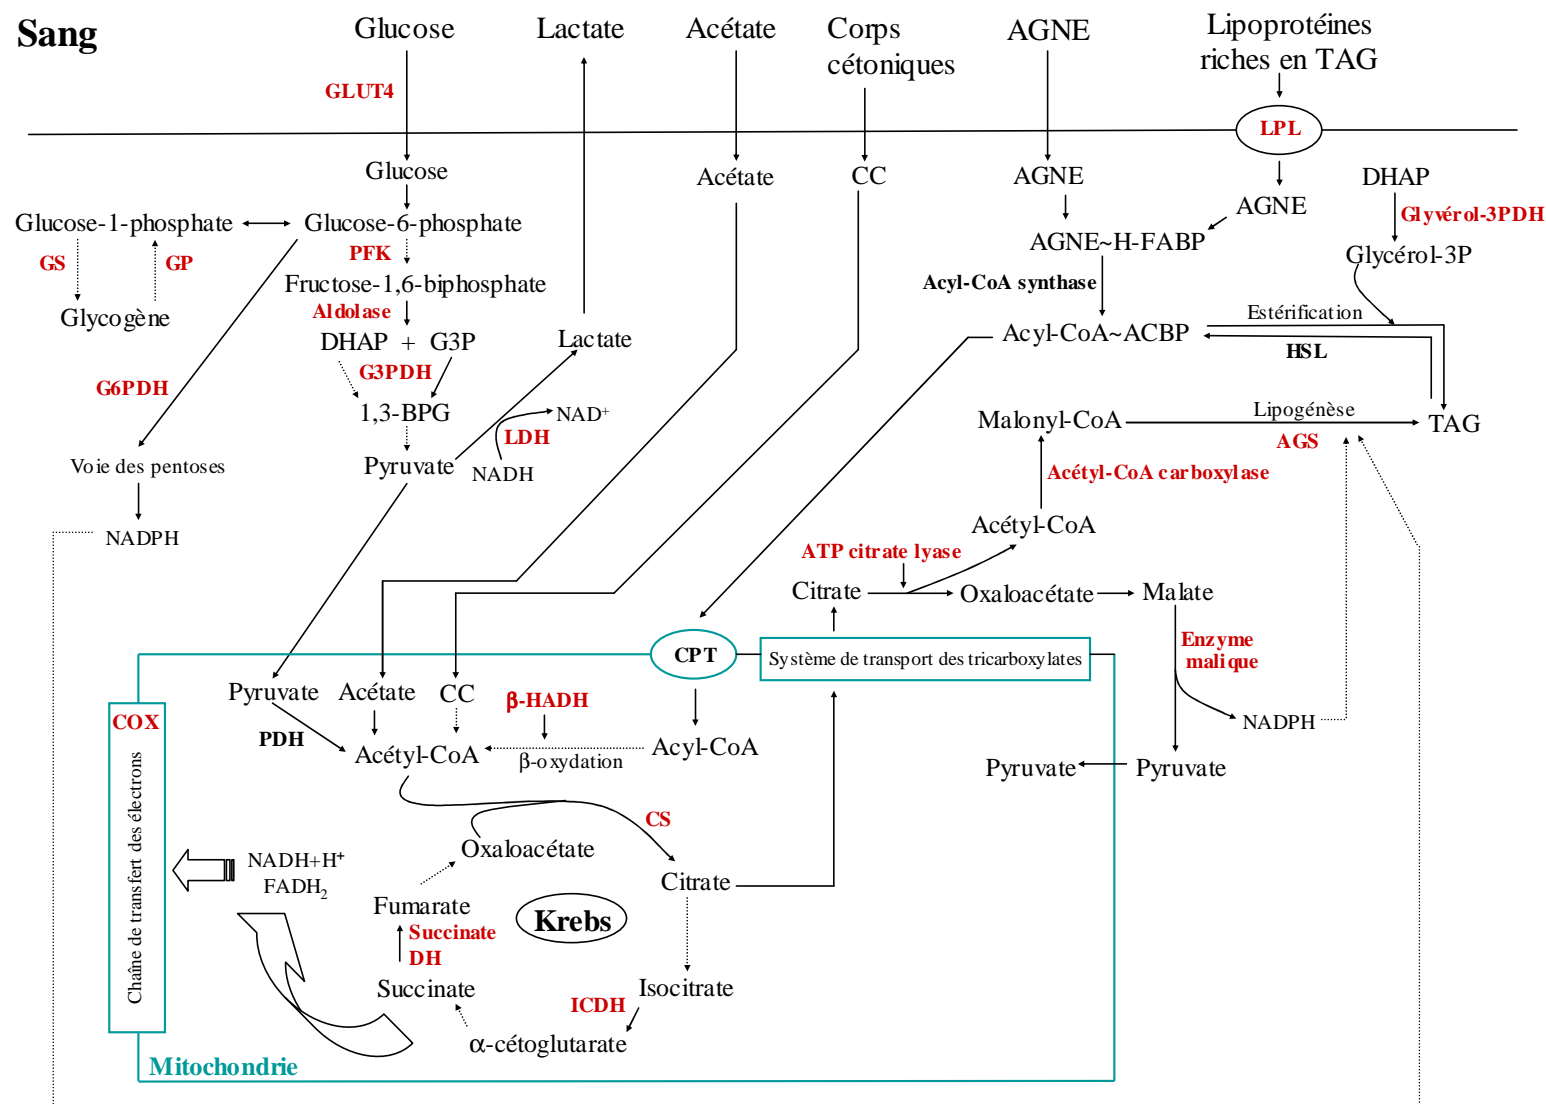 Sang
Glucose
Lactate
Acétate
Corps
cétoniques
AGNE
Lipoprotéines
riches en TAG
GLUT4
LPL
Glucose
Acétate
CC
AGNE
DHAP
AGNE
Glyvérol-3PDH
Glucose-1-phosphate
Glucose-6-phosphate
AGNE~H-FABP
Glycérol-3P
GS
GP
PFK
Fructose-1,6-biphosphate
Acyl-CoA synthase
Glycogène
Aldolase
Estérification
DHAP + G3P
Lactate
Acyl-CoA~ACBP
HSL
G3PDH
G6PDH
1,3-BPG
NAD+
Malonyl-CoA
Lipogénèse
TAG
LDH
AGS
Voie des pentoses
Pyruvate
NADH
Acétyl-CoA carboxylase
NADPH
Acétyl-CoA
ATP citrate lyase
Citrate
Oxaloacétate
Malate
Enzyme
malique
CPT
Système de transport des tricarboxylates
Pyruvate
Acétate
CC
β-HADH
COX
NADPH
PDH
Acétyl-CoA
β-oxydation
Acyl-CoA
Pyruvate
Pyruvate
Chaîne de transfert des électrons
CS
Oxaloacétate
NADH+H+
FADH2
Citrate
Fumarate
Krebs
Succinate
DH
Succinate
ICDH
Isocitrate
α-cétoglutarate
Mitochondrie